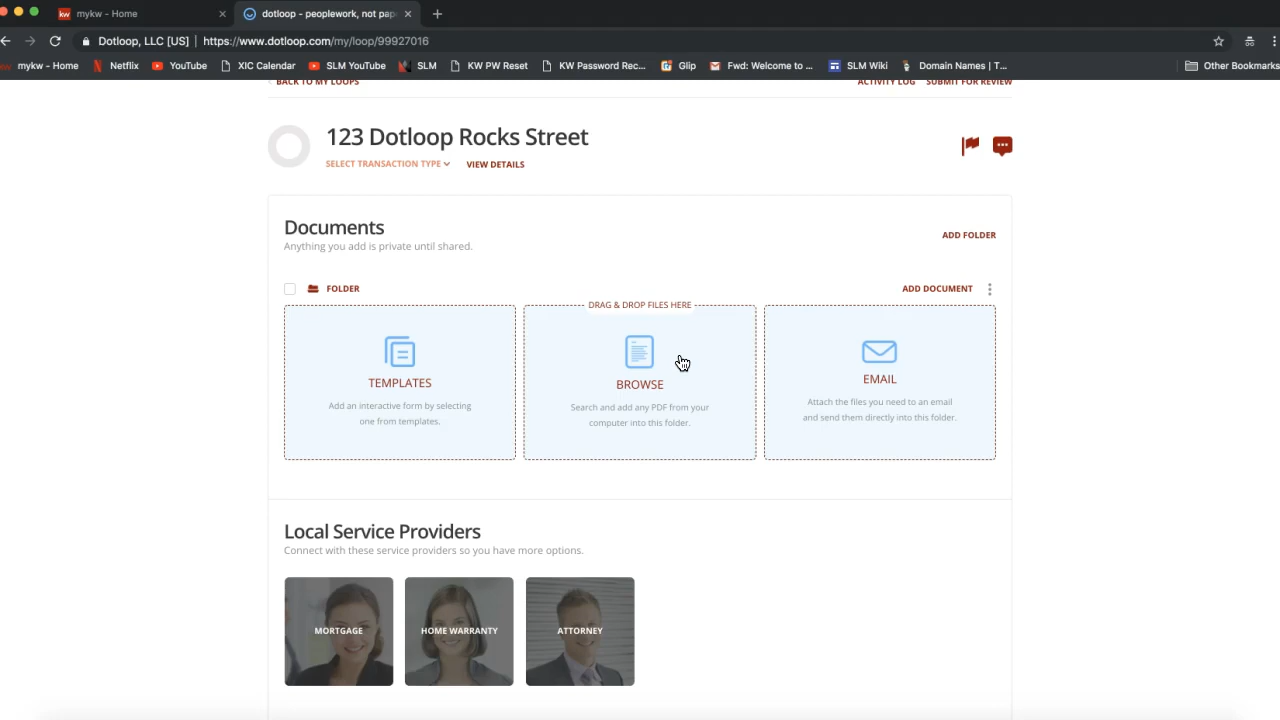 mykw - Home
dotloop - peoplework, not pap
Dotloop, LLC [US] | https://www.dotloop.com/my/loop/99927016
mykw - Home Netflix YouTube XIC Calendar SLM YouTube SLM KW PW Reset KW Password Rec... Glip Fwd: Welcome to ... SLM Wiki Domain Names | T... Other Bookmarks
BACK TO MY LOOPS ACTIVITY LOG SUBMIT FOR REVIEW
123 Dotloop Rocks Street
SELECT TRANSACTION TYPE VIEW DETAILS
Documents
Anything you add is private until shared.
ADD FOLDER
FOLDER ADD DOCUMENT
DRAG & DROP FILES HERE
TEMPLATES
Add an interactive form by selecting
one from templates.
BROWSE
Search and add any PDF from your
computer into this folder.
EMAIL
Attach the files you need to an email
and send them directly into this folder.
Local Service Providers
Connect with these service providers so you have more options.
MORTGAGE
HOME WARRANTY
ATTORNEY